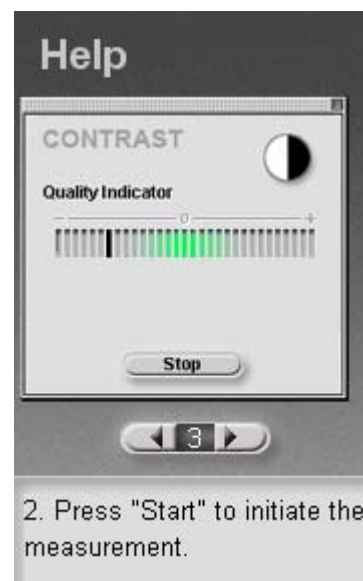 Help
CONTRAST
Quality Indicator
- 0 +
Stop
3
2. Press "Start" to initiate the
measurement.